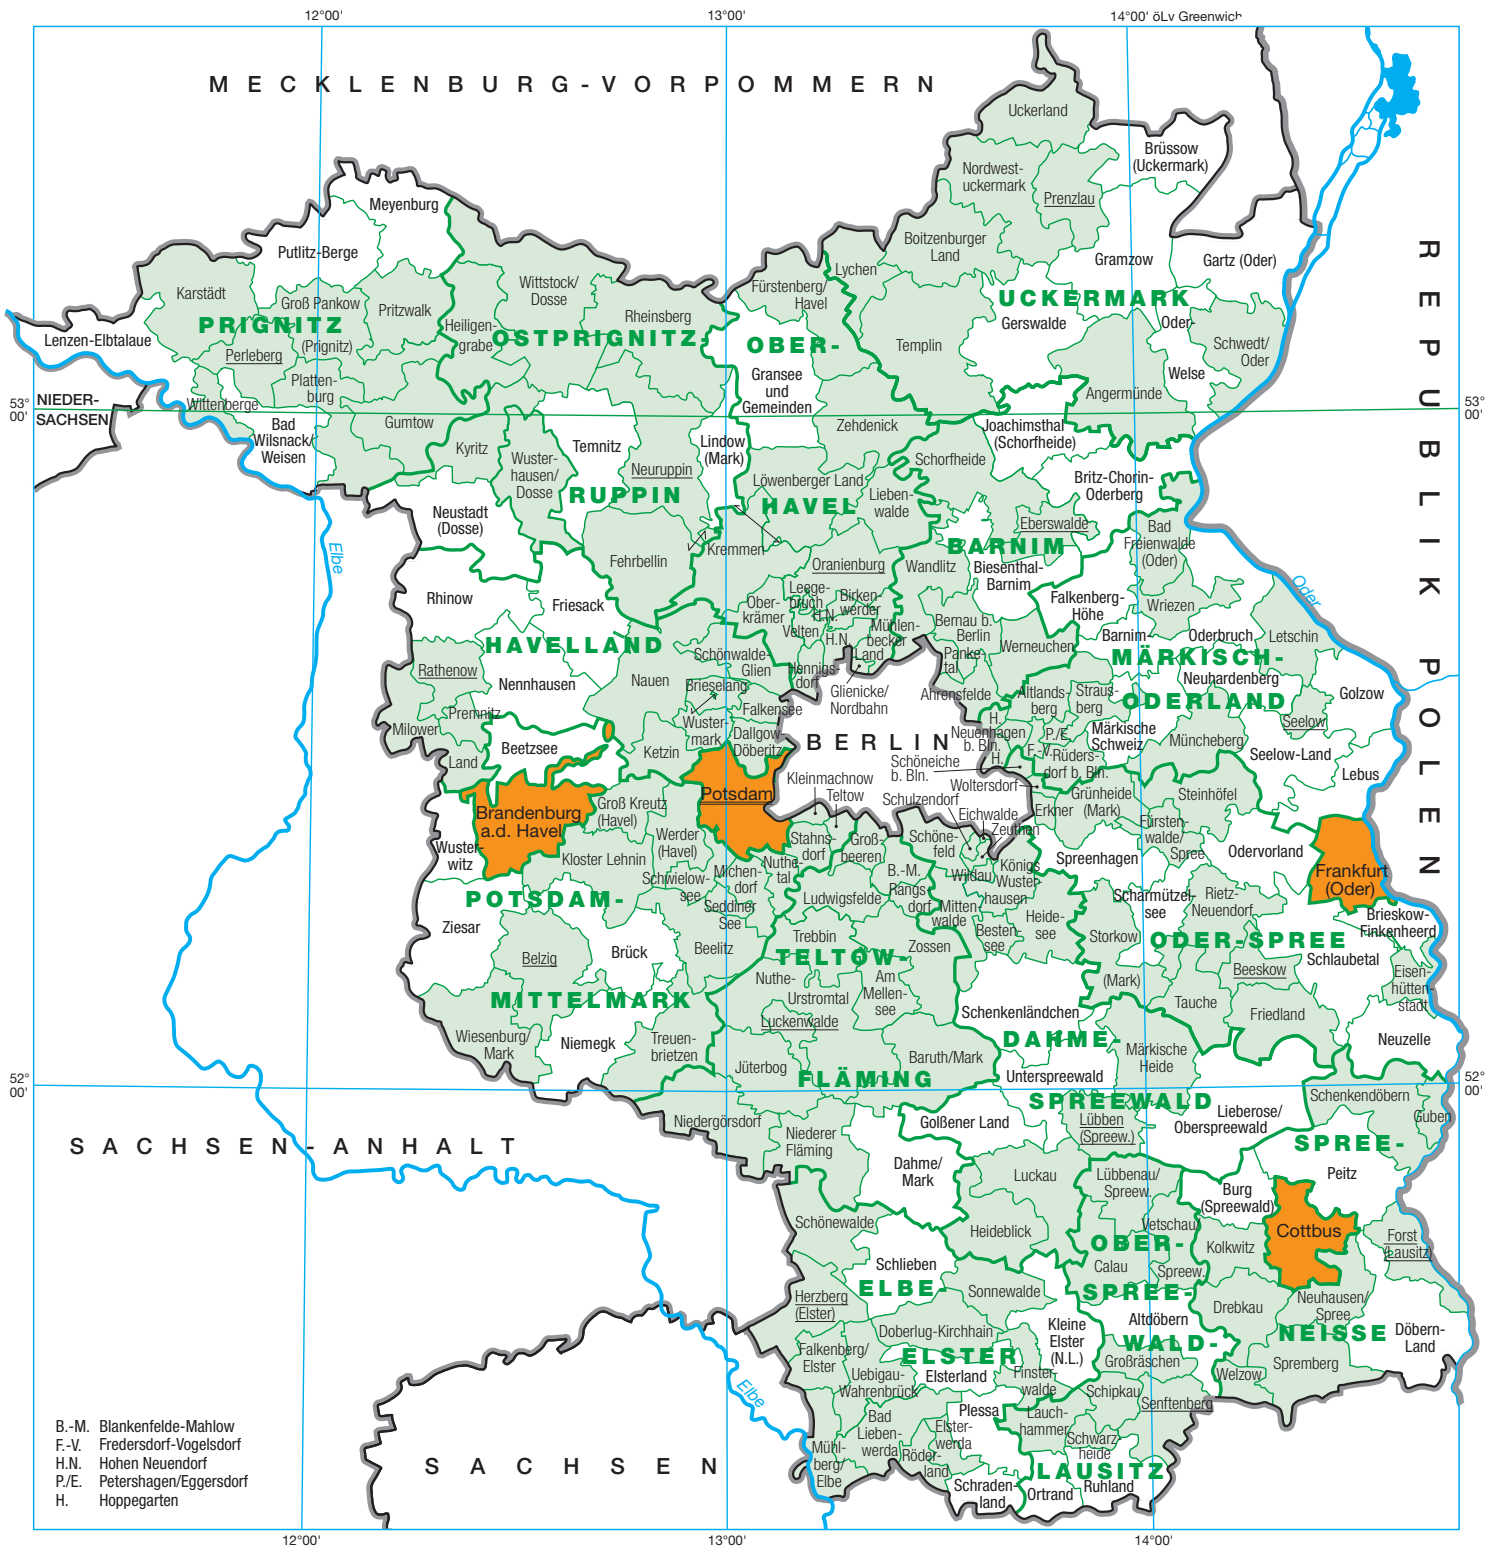 12°00'
13°00'
14°00' öLv Greenwich
MECKLENBURG-VORPOMMERN
Uckerland
Brüssow
(Uckermark)
Nordwest-
uckermark
Prenzlau
Meyenburg
Putlitz-Berge
Boitzenburger
Land
Gramzow
Gartz (Oder)
Lychen
Karstädt
Groß Pankow
(Prignitz)
Pritzwalk
PRIGNITZ
Perleberg
Lenzen-Elbtalaue
Wittstock/
Dosse
Heiligen-
grabe
Rheinsberg
OSTPRIGNITZ-
Fürstenberg/
Havel
OBER-
Gransee
und
Gemeinden
UCKERMARK
Gerswalde
Oder-
Welse
Schwedt/
Oder
Templin
Angermünde
Platten-
burg
Wittenberge
NIEDER-
SACHSEN
53°
00'
53°
00'
Bad
Wilsnack/
Weisen
Gumtow
Kyritz
Wuster-
hausen/
Dosse
Temnitz
Neuruppin
RUPPIN
Lindow
(Mark)
Zehdenick
Löwenberger Land
Lieben-
walde
HAVEL
Joachimsthal
(Schorfheide)
Schorfheide
Britz-Chorin-
Oderberg
Eberswalde
BARNIM
Biesenthal-
Barnim
Wandlitz
Bad
Freienwalde
(Oder)
Neustadt
(Dosse)
Fehrbellin
Kremmen
Oranienburg
Elbe
Oder
Rhinow
Friesack
Ober-
krämer
Leege-
bruch
H.N.
Birken-
werder
Velten
H.N.
Mühlen-
becker
Land
Hennigs-
dorf
Glienicke/
Nordbahn
Bernau b.
Berlin
Panke-
tal
Werneuchen
Ahrensfelde
Falkenberg-
Höhe
Wriezen
Barnim-
Oderbruch
Letschin
MÄRKISCH-
Neuhardenberg
ODERLAND
Golzow
Seelow
HAVELLAND
Rathenow
Nennhausen
Nauen
Schönwalde-
Glien
Brieselang
Falkensee
Wuster-
mark
Dallgow-
Döberitz
Premnitz
Milower
Land
Beetzsee
Ketzin
BERLIN
Altlands-
berg
Straus-
berg
H.
Neuenhagen
b. Bln.
H.
P./E.
F.-V.
Rüders-
dorf b. Bln.
Märkische
Schweiz
Müncheberg
Seelow-Land
Lebus
Schöneiche
b. Bln.
Woltersdorf
Erkner
Grünheide
(Mark)
Steinhöfel
Brandenburg
a.d. Havel
Groß Kreutz
(Havel)
Potsdam
Kleinmachnow
Teltow
Schulzendorf
Eichwalde
Zeuthen
Wuster-
witz
Kloster Lehnin
Werder
(Havel)
Schwielow-
see
Michen-
dorf
Nuthe-
tal
Stahns-
dorf
Groß-
beeren
Schöne-
feld
Wildau
Königs
Wuster-
hausen
Spreenhagen
Fürsten-
walde/
Spree
Odervorland
Frankfurt
(Oder)
Seddiner
See
B.-M.
Rangs-
dorf
Ludwigsfelde
Mitten-
walde
Besten-
see
Heide-
see
Scharmützel-
see
Rietz-
Neuendorf
Brieskow-
Finkenheerd
POTSDAM-
Ziesar
Belzig
Brück
Beelitz
Trebbin
TELTOW-
Zossen
Storkow
(Mark)
ODER-SPREE
Beeskow
Schlaubetal
Eisen-
hütten-
stadt
MITTELMARK
Nuthe-
Urstromtal
Luckenwalde
Am
Mellen-
see
Schenkenländchen
Tauche
Friedland
Neuzelle
Wiesenburg/
Mark
Niemegk
Treuen-
brietzen
Jüterbog
Baruth/Mark
FLÄMING
DAHME-
Märkische
Heide
Unterspreewald
SPREEWALD
52°
00'
52°
00'
Niedergörsdorf
Niederer
Fläming
Golßener Land
Lübben
(Spreew.)
Lieberose/
Oberspreewald
Schenkendöbern
Guben
SPREE-
SACHSEN-ANHALT
Dahme/
Mark
Luckau
Lübbenau/
Spreew.
Burg
(Spreewald)
Peitz
Cottbus
Schönewalde
Heideblick
Vetschau/
Spreew.
Kolkwitz
Forst
(Lausitz)
OBER-
Calau
SPREE-
Altdöbern
WALD-
Schlieben
ELBE-
Herzberg
(Elster)
Sonnewalde
Drebkau
Neuhausen/
Spree
NEISSE
Döbern-
Land
Doberlug-Kirchhain
ELSTER
Elsterland
Kleine
Elster
(N.L.)
Falkenberg/
Elster
Uebigau-
Wahrenbrück
Finster-
walde
Großräschen
Welzow
Spremberg
Schipkau
Senftenberg
Elbe
Plessa
Lauch-
hammer
Schwarz-
heide
Bad
Lieben-
werda
Elster-
werda
Röder-
land
Mühl-
berg/
Elbe
LAUSITZ
Schraden-
land
Ortrand
Ruhland
SACHSEN
REPUBLIK POLEN
B.-M. Blankenfelde-Mahlow
F.-V. Fredersdorf-Vogelsdorf
H.N. Hohen Neuendorf
P./E. Petershagen/Eggersdorf
H. Hoppegarten
12°00'
13°00'
14°00'